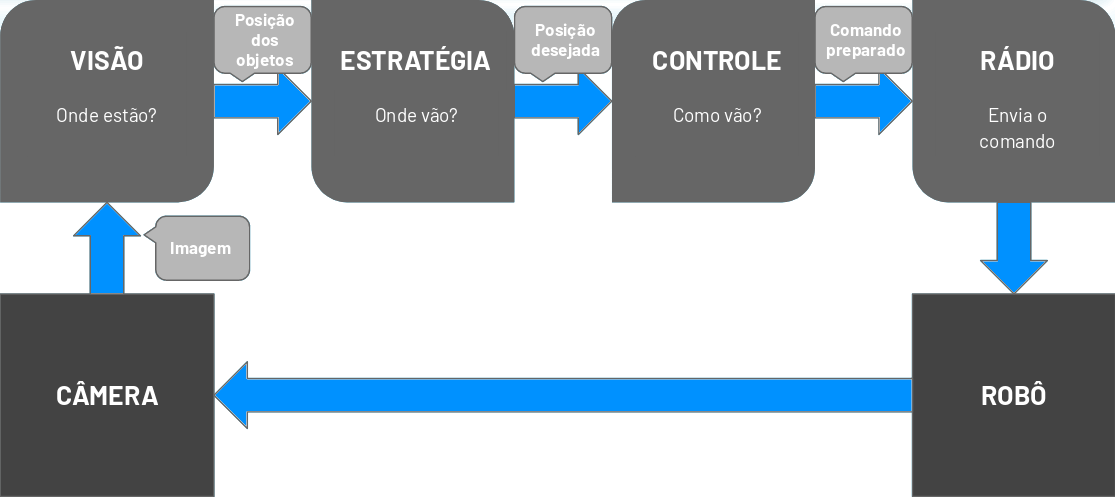 VISÃO
Onde estão?
Posição
dos
objetos
ESTRATÉGIA
Onde vão?
Posição
desejada
CONTROLE
Como vão?
Comando
preparado
RÁDIO
Envia o
comando
Imagem
CÂMERA
ROBÔ